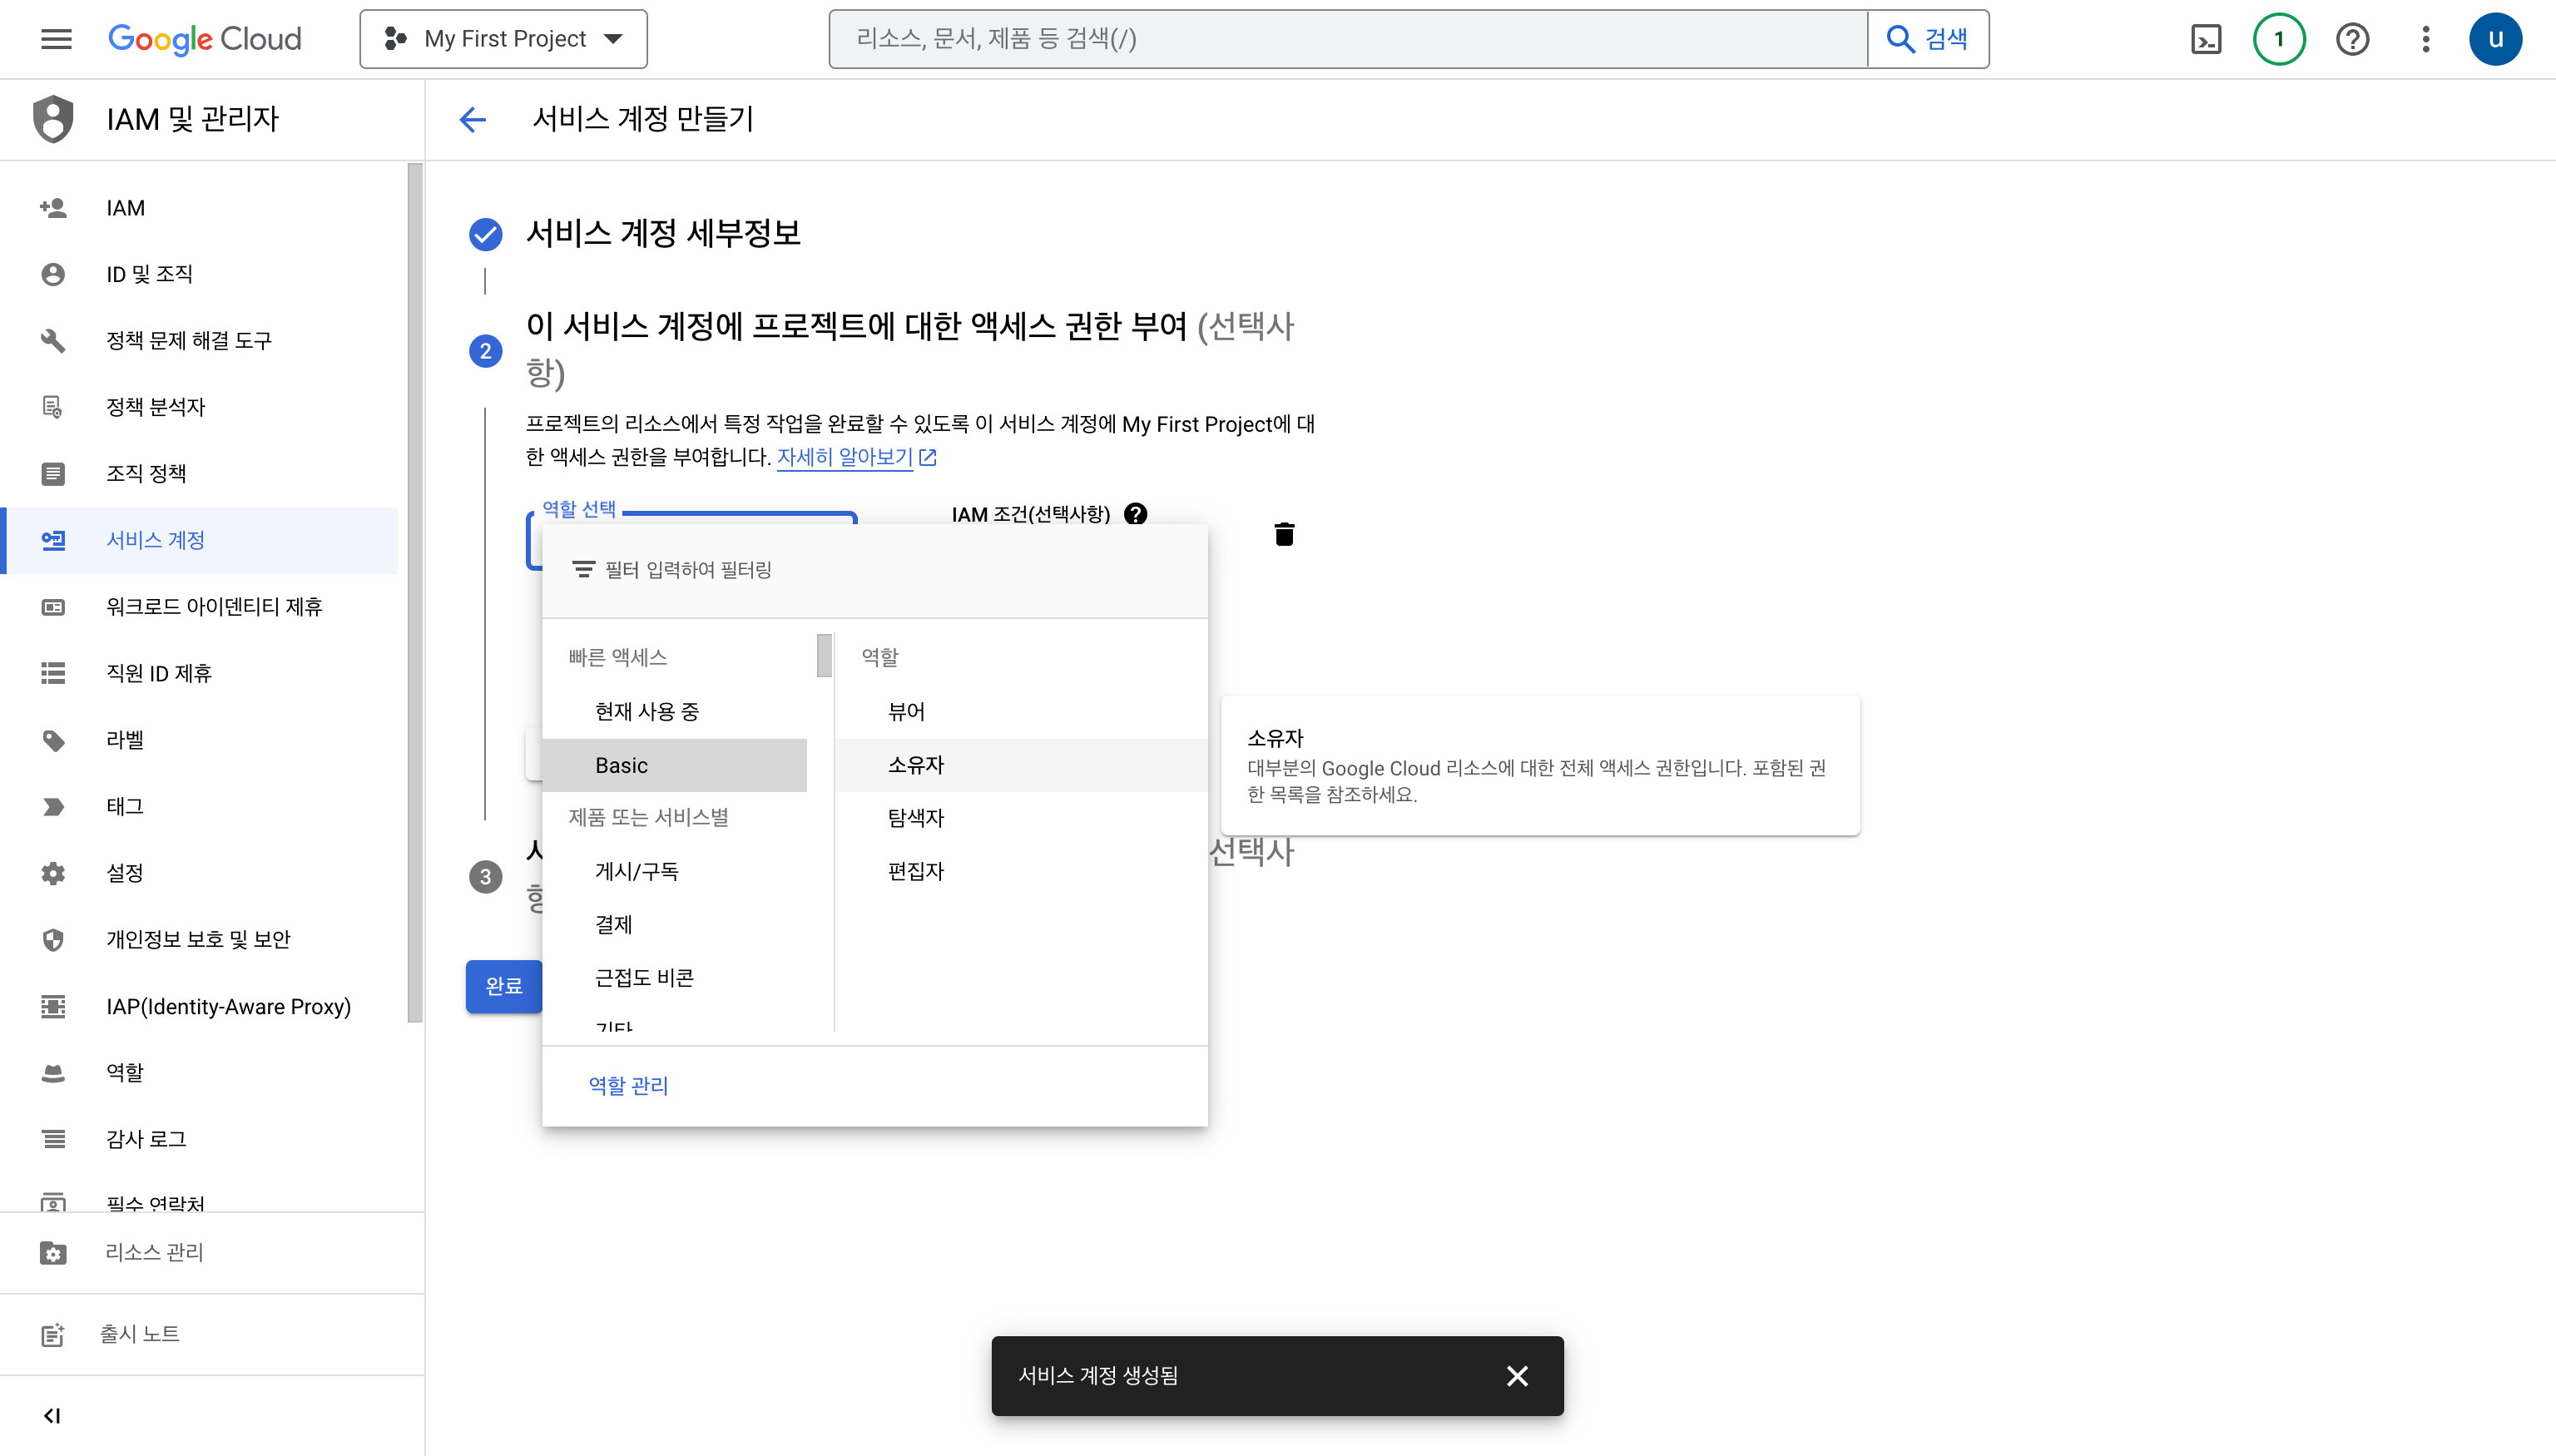 Google Cloud
My First Project
리소스, 문서, 제품 등 검색(/)
검색
1
u
IAM 및 관리자
서비스 계정 만들기
IAM
ID 및 조직
정책 문제 해결 도구
정책 분석자
조직 정책
서비스 계정
워크로드 아이덴티티 제휴
직원 ID 제휴
라벨
태그
설정
개인정보 보호 및 보안
IAP(Identity-Aware Proxy)
역할
감사 로그
필수 연락처
리소스 관리
출시 노트
서비스 계정 세부정보
2
이 서비스 계정에 프로젝트에 대한 액세스 권한 부여 (선택사
항)
프로젝트의 리소스에서 특정 작업을 완료할 수 있도록 이 서비스 계정에 My First Project에 대
한 액세스 권한을 부여합니다. 자세히 알아보기
역할 선택
IAM 조건(선택사항)
필터 입력하여 필터링
빠른 액세스
현재 사용 중
Basic
제품 또는 서비스별
게시/구독
결제
근접도 비콘
기타
역할
뷰어
소유자
탐색자
편집자
역할 관리
소유자
대부분의 Google Cloud 리소스에 대한 전체 액세스 권한입니다. 포함된 권
한 목록을 참조하세요.
3
선택사
완료
서비스 계정 생성됨